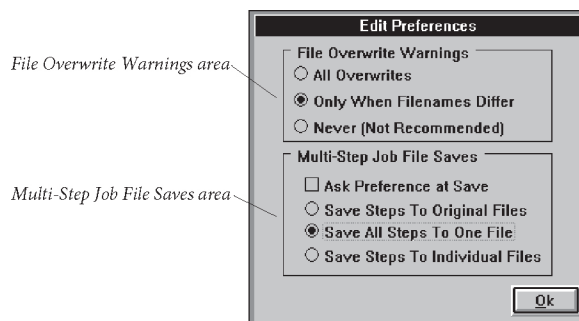 Edit Preferences
File Overwrite Warnings area
File Overwrite Warnings
All Overwrites
Only When Filenames Differ
Never (Not Recommended)
Multi-Step Job File Saves area
Multi-Step Job File Saves
Ask Preference at Save
Save Steps To Original Files
Save All Steps To One File
Save Steps To Individual Files
Ok